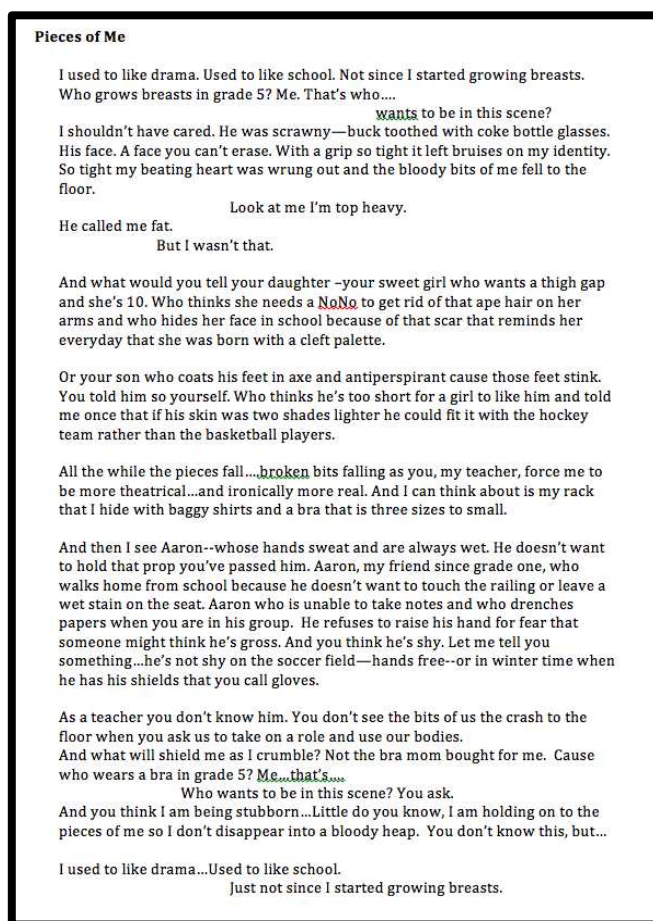 Pieces of Me
I used to like drama. Used to like school. Not since I started growing breasts.
Who grows breasts in grade 5? Me. That's who....
wants to be in this scene?
I shouldn't have cared. He was scrawny—buck toothed with coke bottle glasses.
His face. A face you can't erase. With a grip so tight it left bruises on my identity.
So tight my beating heart was wrung out and the bloody bits of me fell to the
floor.
Look at me I'm top heavy.
He called me fat.
But I wasn't that.
And what would you tell your daughter –your sweet girl who wants a thigh gap
and she's 10. Who thinks she needs a NoNo to get rid of that ape hair on her
arms and who hides her face in school because of that scar that reminds her
everyday that she was born with a cleft palette.
Or your son who coats his feet in axe and antiperspirant cause those feet stink.
You told him so yourself. Who thinks he's too short for a girl to like him and told
me once that if his skin was two shades lighter he could fit it with the hockey
team rather than the basketball players.
All the while the pieces fall....broken bits falling as you, my teacher, force me to
be more theatrical...and ironically more real. And I can think about is my rack
that I hide with baggy shirts and a bra that is three sizes to small.
And then I see Aaron--whose hands sweat and are always wet. He doesn't want
to hold that prop you've passed him. Aaron, my friend since grade one, who
walks home from school because he doesn't want to touch the railing or leave a
wet stain on the seat. Aaron who is unable to take notes and who drenches
papers when you are in his group.  He refuses to raise his hand for fear that
someone might think he's gross. And you think he's shy. Let me tell you
something...he's not shy on the soccer field—hands free--or in winter time when
he has his shields that you call gloves.
As a teacher you don't know him. You don't see the bits of us the crash to the
floor when you ask us to take on a role and use our bodies.
And what will shield me as I crumble? Not the bra mom bought for me.  Cause
who wears a bra in grade 5? Me...that's....
Who wants to be in this scene? You ask.
And you think I am being stubborn...Little do you know, I am holding on to the
pieces of me so I don't disappear into a bloody heap.  You don't know this, but...
I used to like drama...Used to like school.
Just not since I started growing breasts.